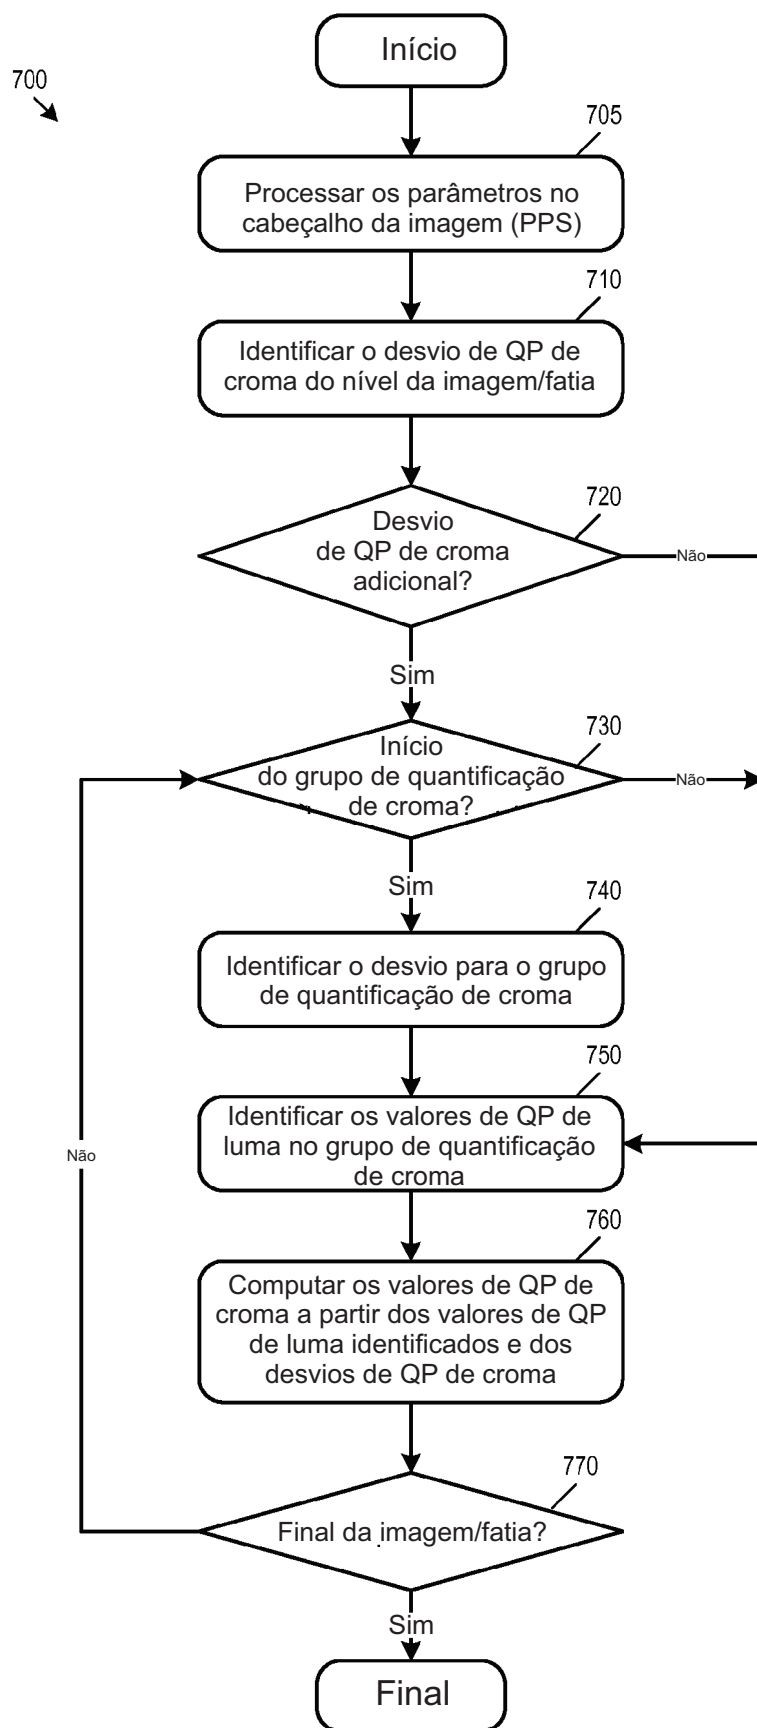 Início
700
705
Processar os parâmetros no
cabeçalho da imagem (PPS)
710
Identificar o desvio de QP de
croma do nível da imagem/fatia
720
Desvio
de QP de croma
adicional?
Não
Sim
730
Início
do grupo de quantificação
de croma?
Não
Sim
740
Identificar o desvio para o grupo
de quantificação de croma
750
Identificar os valores de QP de
luma no grupo de quantificação
de croma
Não
760
Computar os valores de QP de
croma a partir dos valores de QP
de luma identificados e dos
desvios de QP de croma
770
Final da imagem/fatia?
Sim
Final